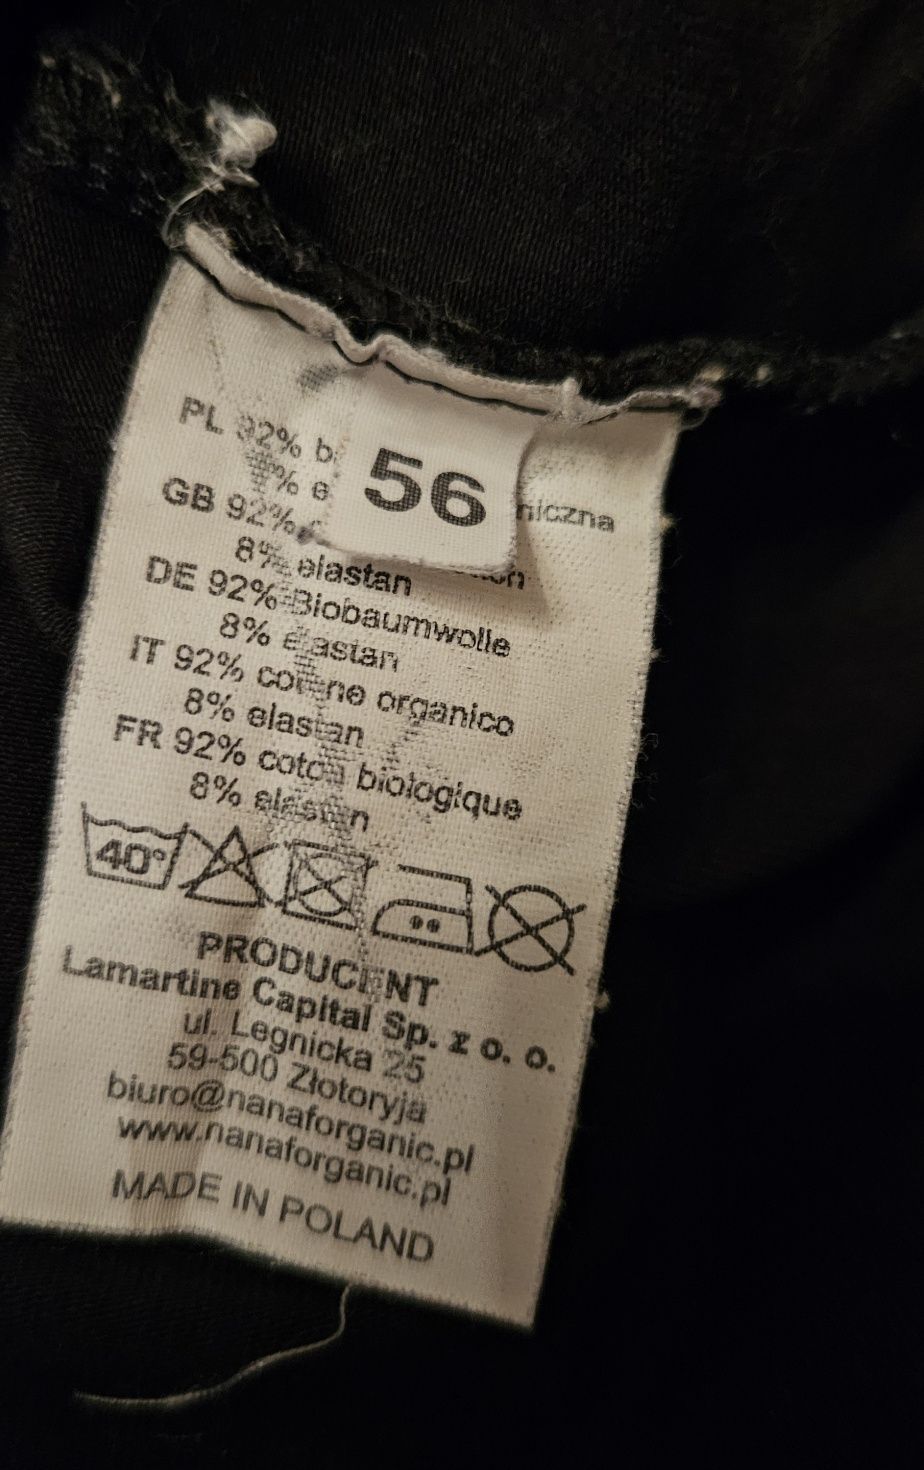 56
PL 92%
niczna
GB 92%
8% elastan
DE 92% Biobaumwolle
8% elastan
IT 92% cotone organico
8% elastan
FR 92% coton biologique
8% elastan
40°
PRODUCENT
Lamartine Capital Sp. z o. o.
ul. Legnicka 25
59-500 Złotoryja
biuro@nanaforganic.pl
www.nanaforganic.pl
MADE IN POLAND